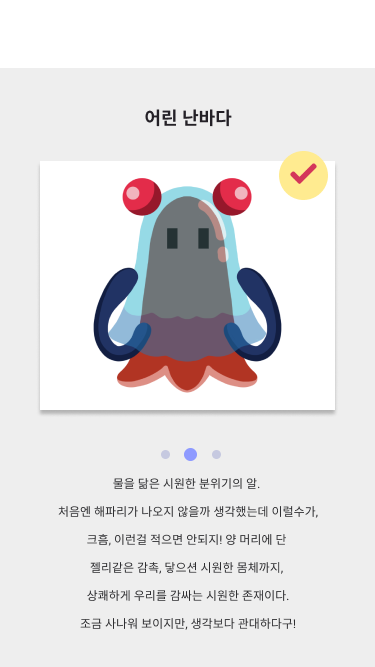 어린 난바다
물을 닮은 시원한 분위기의 알.
처음엔 해파리가 나오지 않을까 생각했는데 이럴수가,
크흠, 이런걸 적으면 안되지! 양 머리에 단
젤리같은 감촉, 닿으션 시원한 몸체까지,
상쾌하게 우리를 감싸는 시원한 존재이다.
조금 사나워 보이지만, 생각보다 관대하다구!